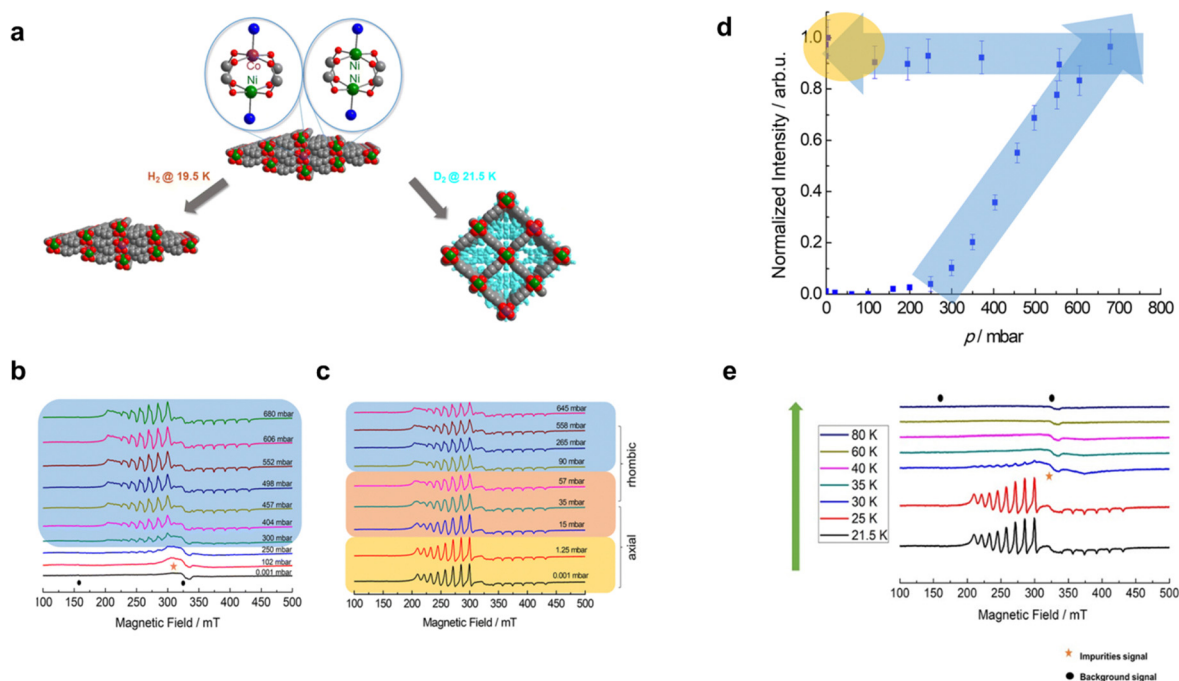 a
Co
Ni
Ni
Ni
H2 @ 19.5 K
D2 @ 21.5 K
b
680 mbar
606 mbar
552 mbar
498 mbar
457 mbar
404 mbar
300 mbar
250 mbar
102 mbar
0.001 mbar
100 150 200 250 300 350 400 450 500
Magnetic Field / mT
c
645 mbar
558 mbar
265 mbar
90 mbar
57 mbar
35 mbar
15 mbar
1.25 mbar
0.001 mbar
rhombic
axial
100 150 200 250 300 350 400 450 500
Magnetic Field / mT
d
Normalized Intensity / arb.u.
1.0
0.8
0.6
0.4
0.2
0.0
0 100 200 300 400 500 600 700 800
p / mbar
e
80 K
60 K
40 K
35 K
30 K
25 K
21.5 K
100 150 200 250 300 350 400 450 500
Magnetic Field / mT
Impurities signal
Background signal